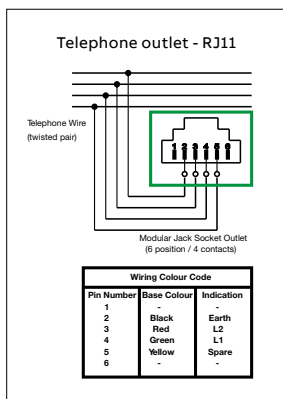 Telephone outlet - RJ11
1 2 3 4 5 6
Telephone Wire
(twisted pair)
Modular Jack Socket Outlet
(6 position / 4 contacts)
Wiring Colour Code
Pin Number Base Colour Indication
1 - -
2 Black Earth
3 Red L2
4 Green L1
5 Yellow Spare
6 - -